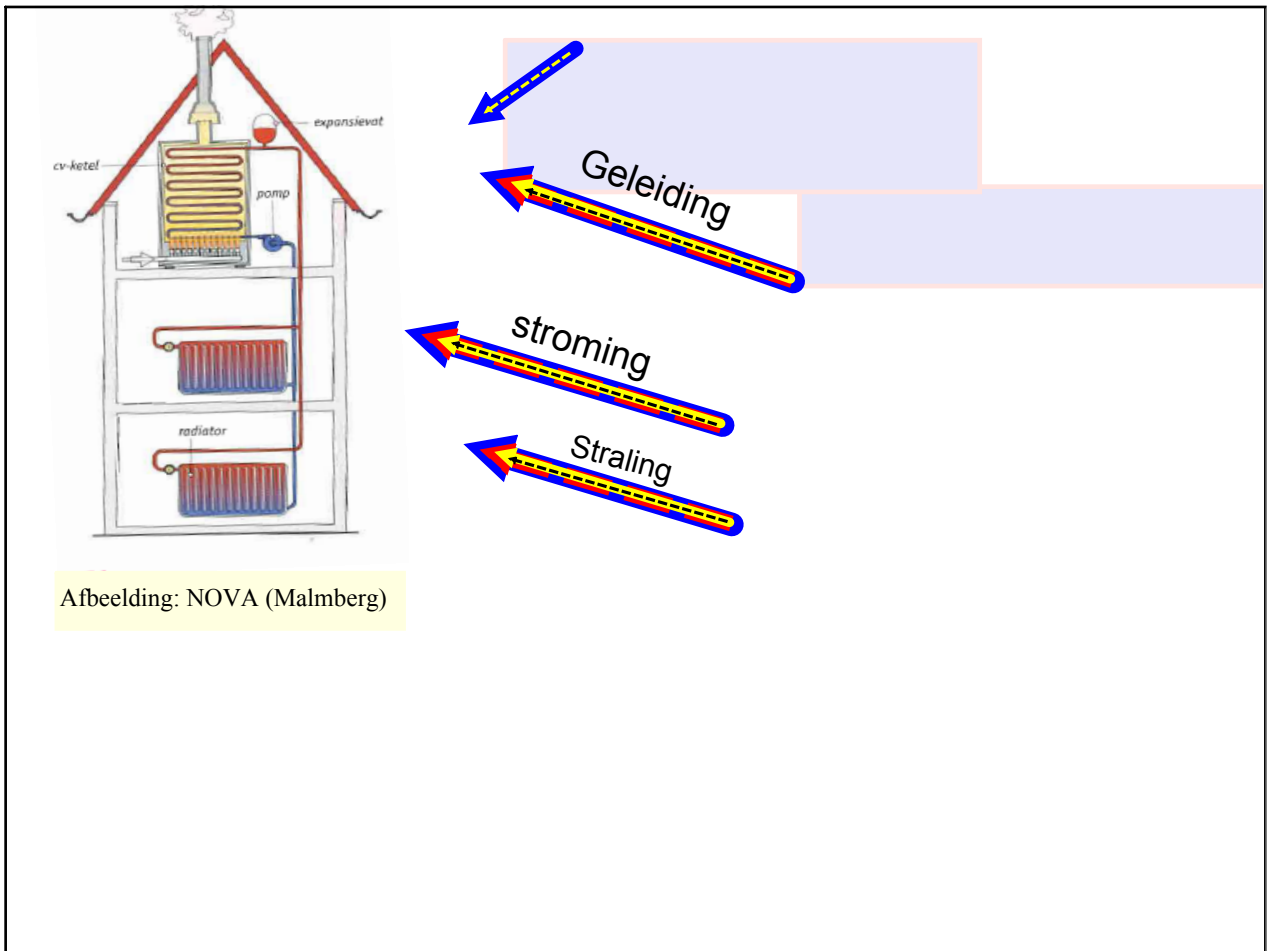 expansievat
cv-ketel
pomp
radiator
Geleiding
stroming
Straling
Afbeelding: NOVA (Malmberg)